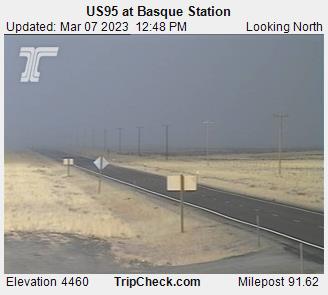 US95 at Basque Station
Updated: Mar 07 2023 12:48 PM Looking North
Elevation 4460 TripCheck.com Milepost 91.62